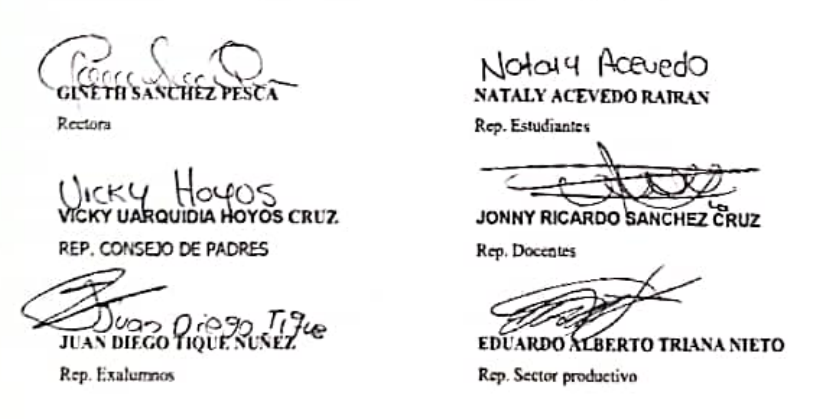 GINETH SANCHEZ PESCA
Rectora
Nataly Acevedo
NATALY ACEVEDO RAIRAN
Rep. Estudiantes
Vicky Hoyos
VICKY UARQUIDIA HOYOS CRUZ
REP. CONSEJO DE PADRES
JONNY RICARDO SANCHEZ CRUZ
Rep. Docentes
Juan Diego Tique
JUAN DIEGO TIQUE NUÑEZ
Rep. Exalumnos
EDUARDO ALBERTO TRIANA NIETO
Rep. Sector productivo